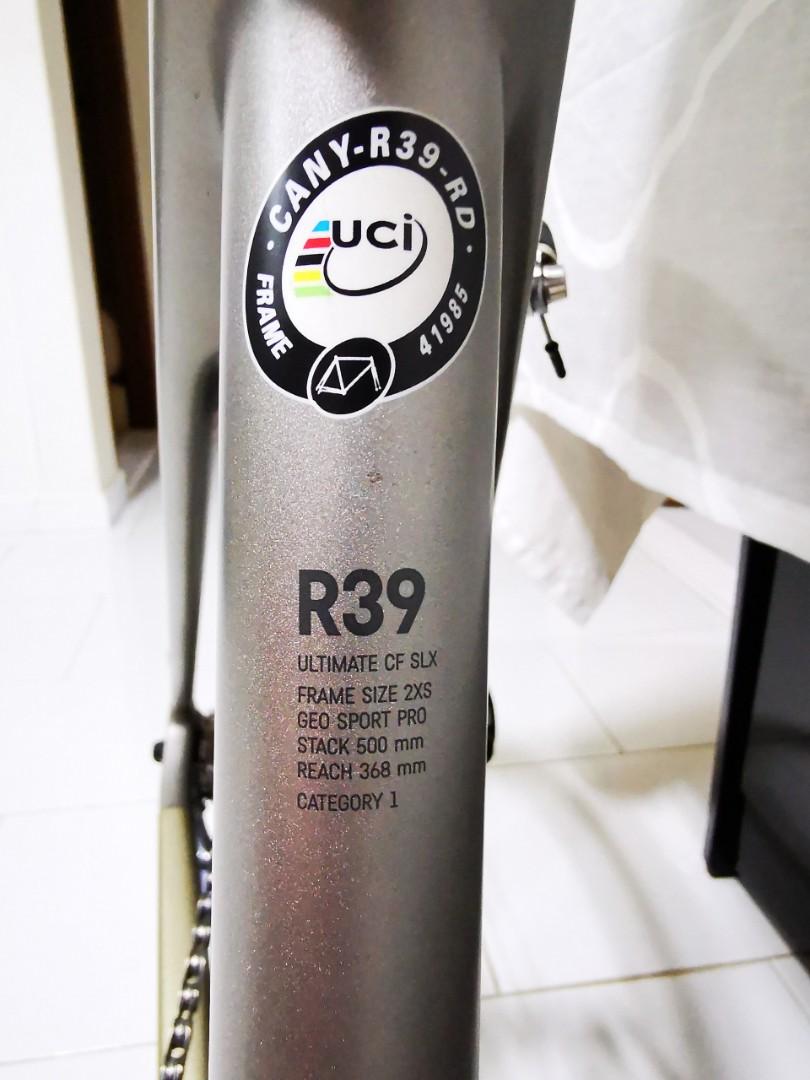 · CANY-R39-RD ·
uci
FRAME
41985
R39
ULTIMATE CF SLX
FRAME SIZE 2XS
GEO SPORT PRO
STACK 500 mm
REACH 368 mm
CATEGORY 1